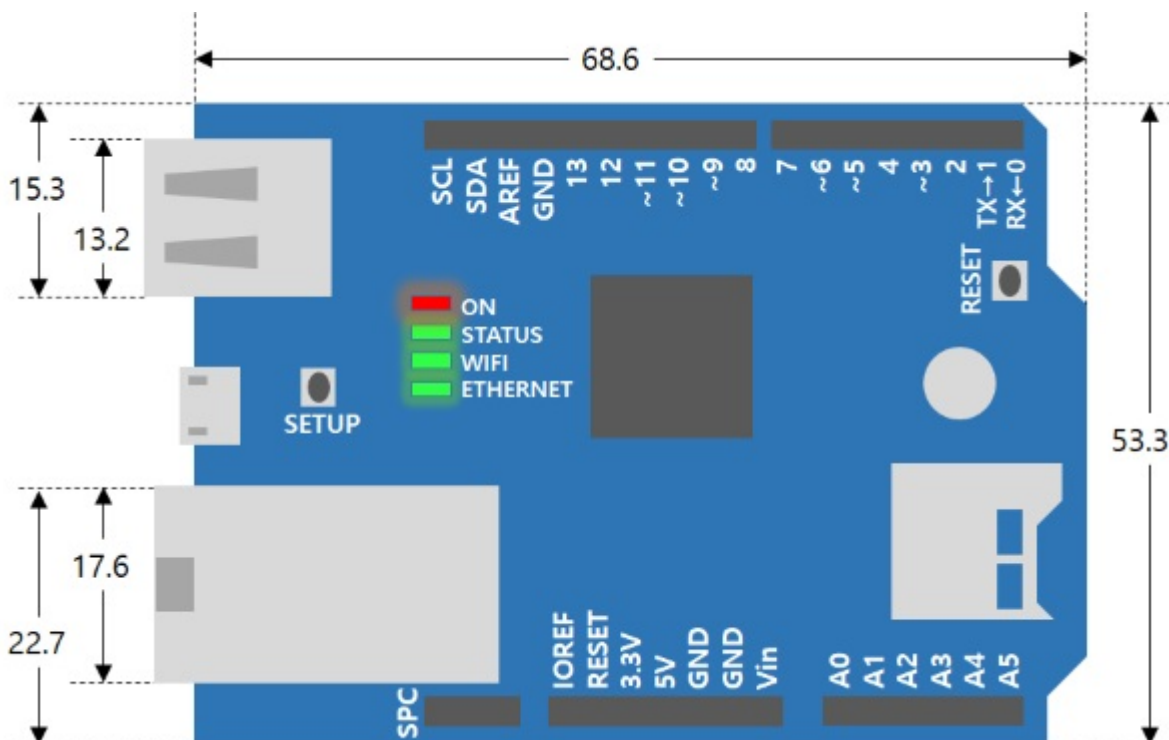 68.6
15.3
13.2
SCL
SDA
AREF
GND
13
12
~11
~10
~9
8
7
~6
~5
4
~3
2
TX→1
RX←0
RESET
ON
STATUS
WIFI
ETHERNET
SETUP
53.3
17.6
22.7
SPC
IOREF
RESET
3.3V
5V
GND
GND
Vin
A0
A1
A2
A3
A4
A5